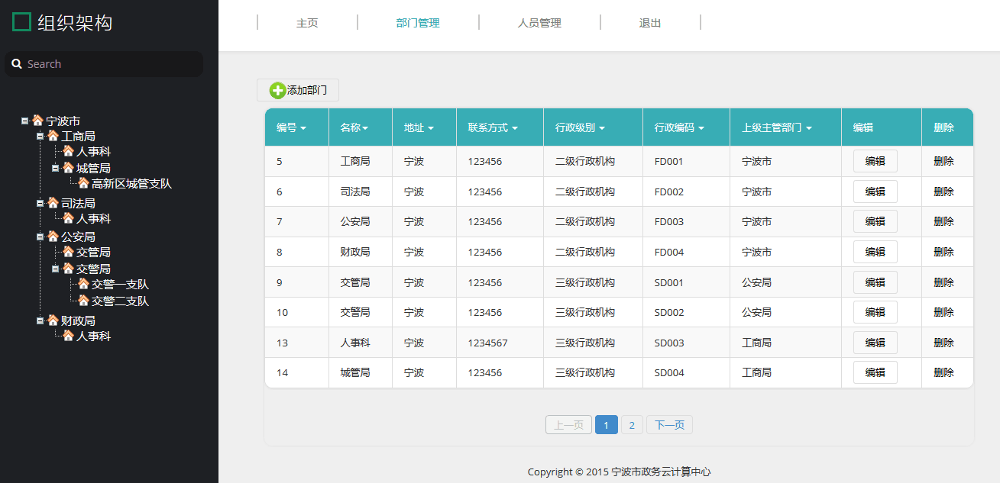 组织架构
Search
宁波市
工商局
人事科
城管局
高新区城管支队
司法局
人事科
公安局
交管局
交警局
交警一支队
交警二支队
财政局
人事科
主页 部门管理 人员管理 退出
添加部门
编号 名称 地址 联系方式 行政级别 行政编码 上级主管部门 编辑 删除
5 工商局 宁波 123456 二级行政机构 FD001 宁波市 编辑 删除
6 司法局 宁波 123456 二级行政机构 FD002 宁波市 编辑 删除
7 公安局 宁波 123456 二级行政机构 FD003 宁波市 编辑 删除
8 财政局 宁波 123456 二级行政机构 FD004 宁波市 编辑 删除
9 交管局 宁波 123456 三级行政机构 SD001 公安局 编辑 删除
10 交警局 宁波 123456 三级行政机构 SD002 公安局 编辑 删除
13 人事科 宁波 1234567 三级行政机构 SD003 工商局 编辑 删除
14 城管局 宁波 123456 三级行政机构 SD004 工商局 编辑 删除
上一页 1 2 下一页
Copyright © 2015 宁波市政务云计算中心